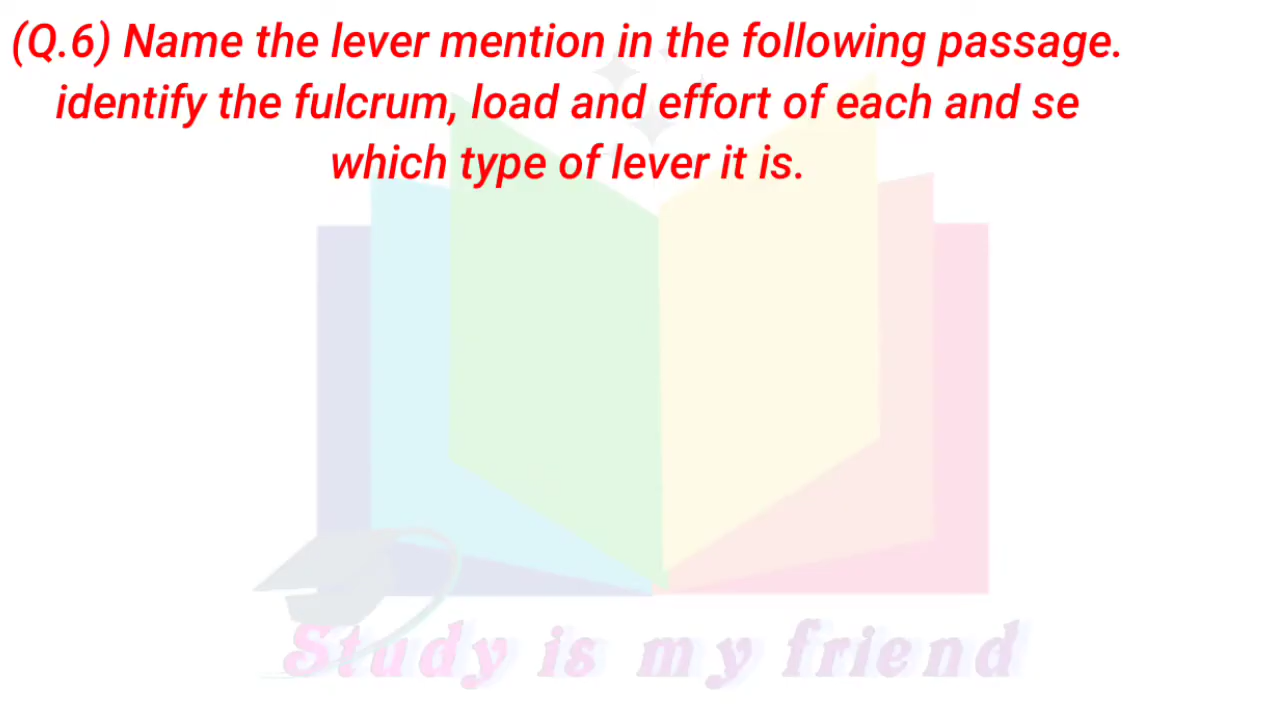 (Q.6) Name the lever mention in the following passage.
identify the fulcrum, load and effort of each and se
which type of lever it is.
Study is my friend